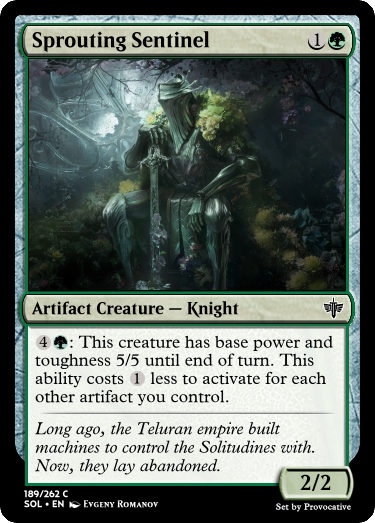 Sprouting Sentinel 1
Artifact Creature — Knight
4 : This creature has base power and
toughness 5/5 until end of turn. This
ability costs 1 less to activate for each
other artifact you control.
Long ago, the Teluran empire built
machines to control the Solitudines with.
Now, they lay abandoned.
2/2
189/262 C
SOL • EN Evgeny Romanov
Set by Provocative